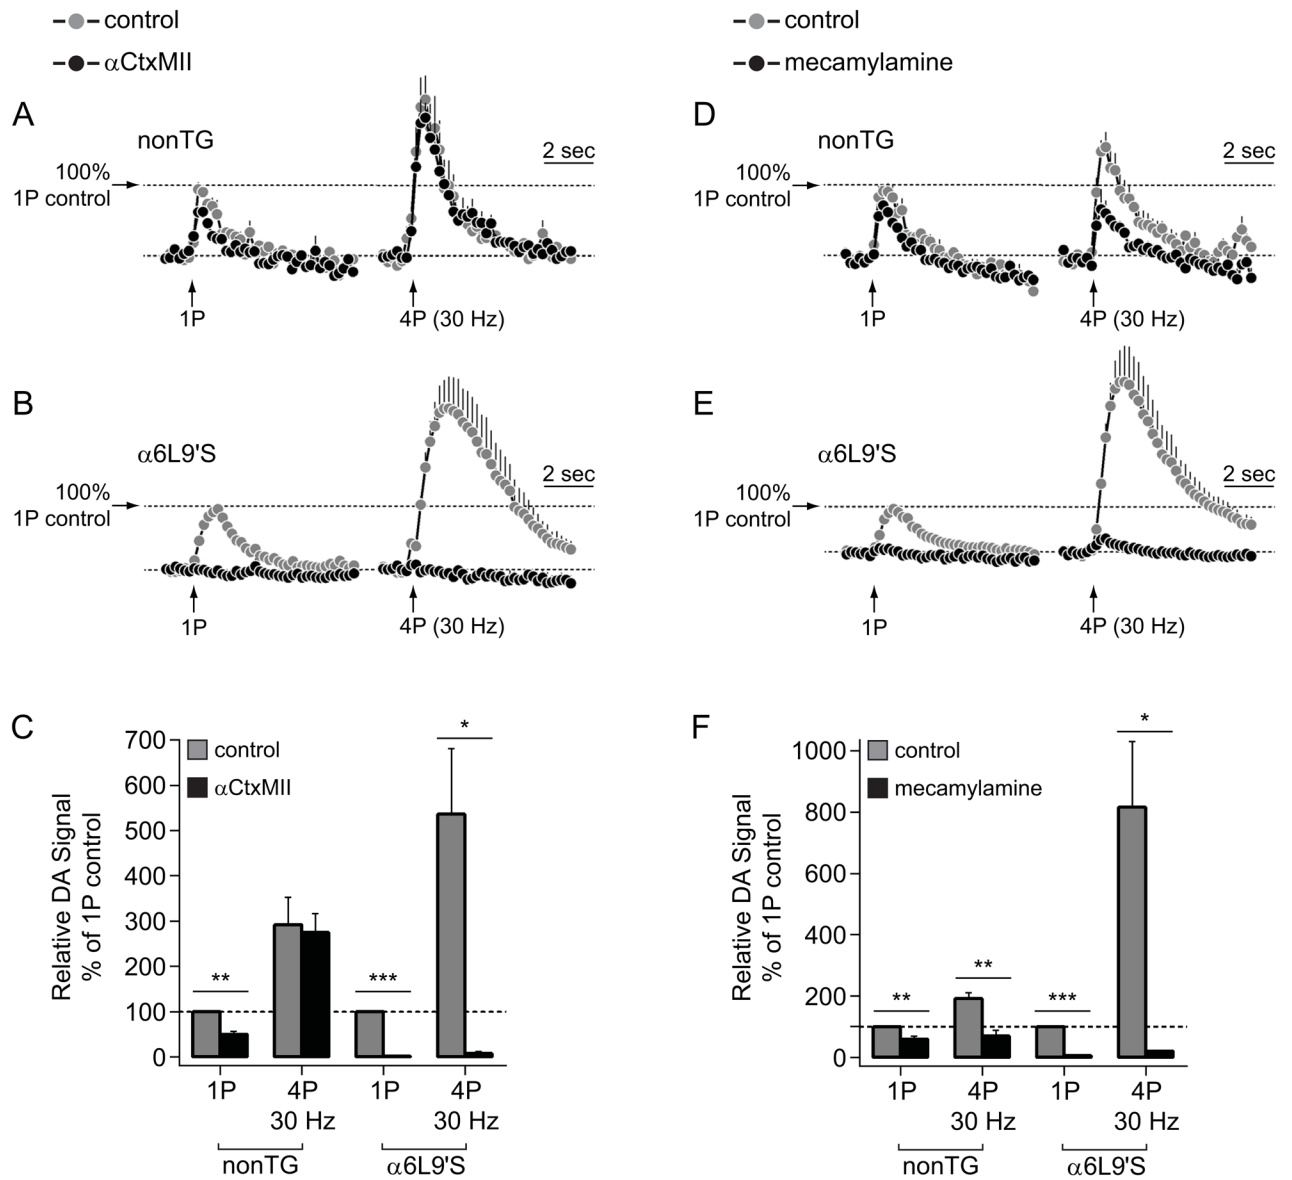 control
αCtxMII
A
nonTG
2 sec
100%
1P control
1P
4P (30 Hz)
B
α6L9'S
2 sec
100%
1P control
1P
4P (30 Hz)
C
Relative DA Signal
% of 1P control
700
600
500
400
300
200
100
0
control
αCtxMII
**
***
*
1P
4P
1P
4P
30 Hz
30 Hz
nonTG
α6L9'S
control
mecamylamine
D
nonTG
2 sec
100%
1P control
1P
4P (30 Hz)
E
α6L9'S
2 sec
100%
1P control
1P
4P (30 Hz)
F
Relative DA Signal
% of 1P control
1000
800
600
400
200
0
control
mecamylamine
**
**
***
*
1P
4P
1P
4P
30 Hz
30 Hz
nonTG
α6L9'S